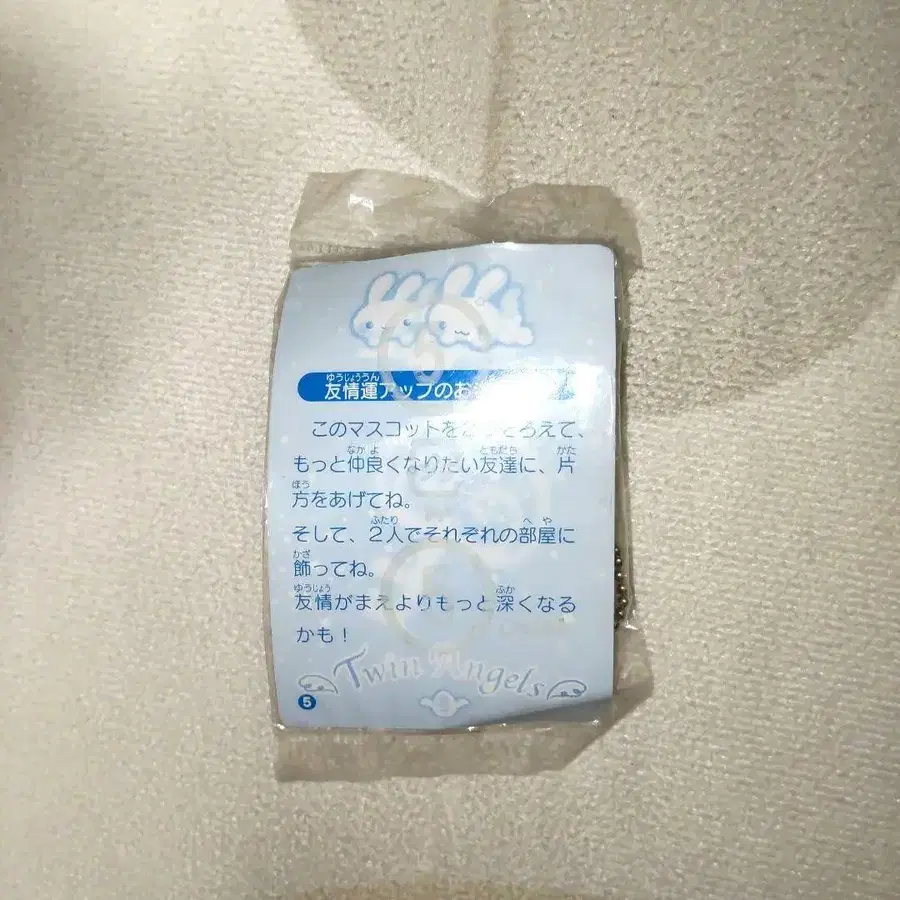 友情運アップのお
このマスコットを えて、
もっと仲良くなりたい友達に、片
方をあげてね。
そして、2人でそれぞれの部屋に
飾ってね。
友情がまえよりもっと深くなる
かも！
Twin Angels
5